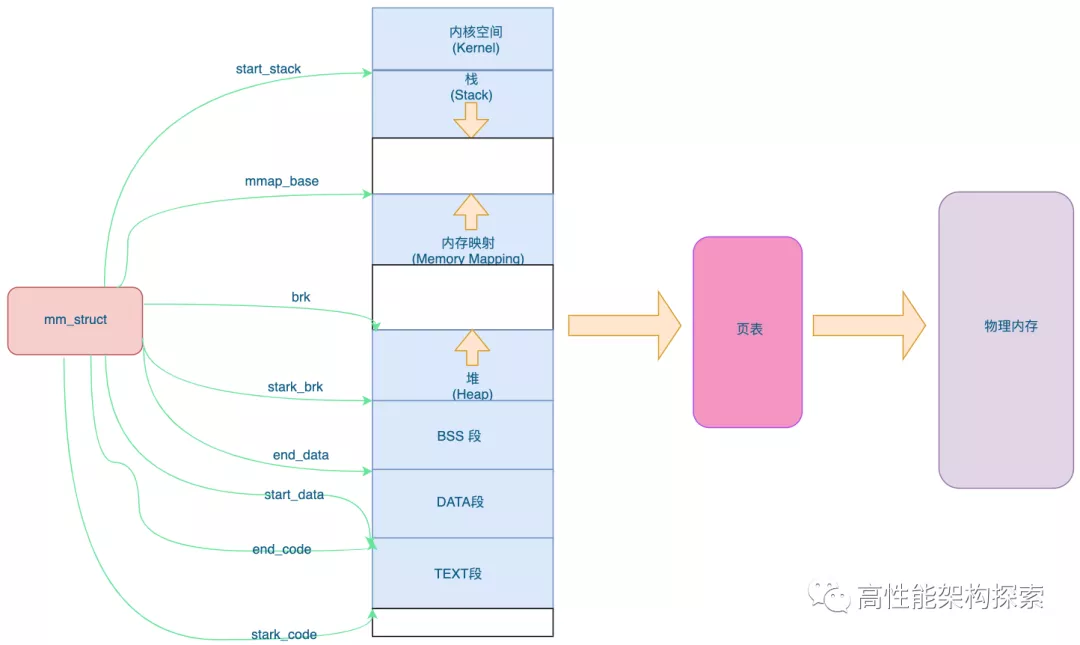 内核空间
(Kernel)
start_stack
栈
(Stack)
mmap_base
内存映射
(Memory Mapping)
brk
mm_struct
页表
物理内存
堆
(Heap)
stark_brk
BSS 段
end_data
start_data
DATA段
end_code
TEXT段
stark_code
高性能架构探索